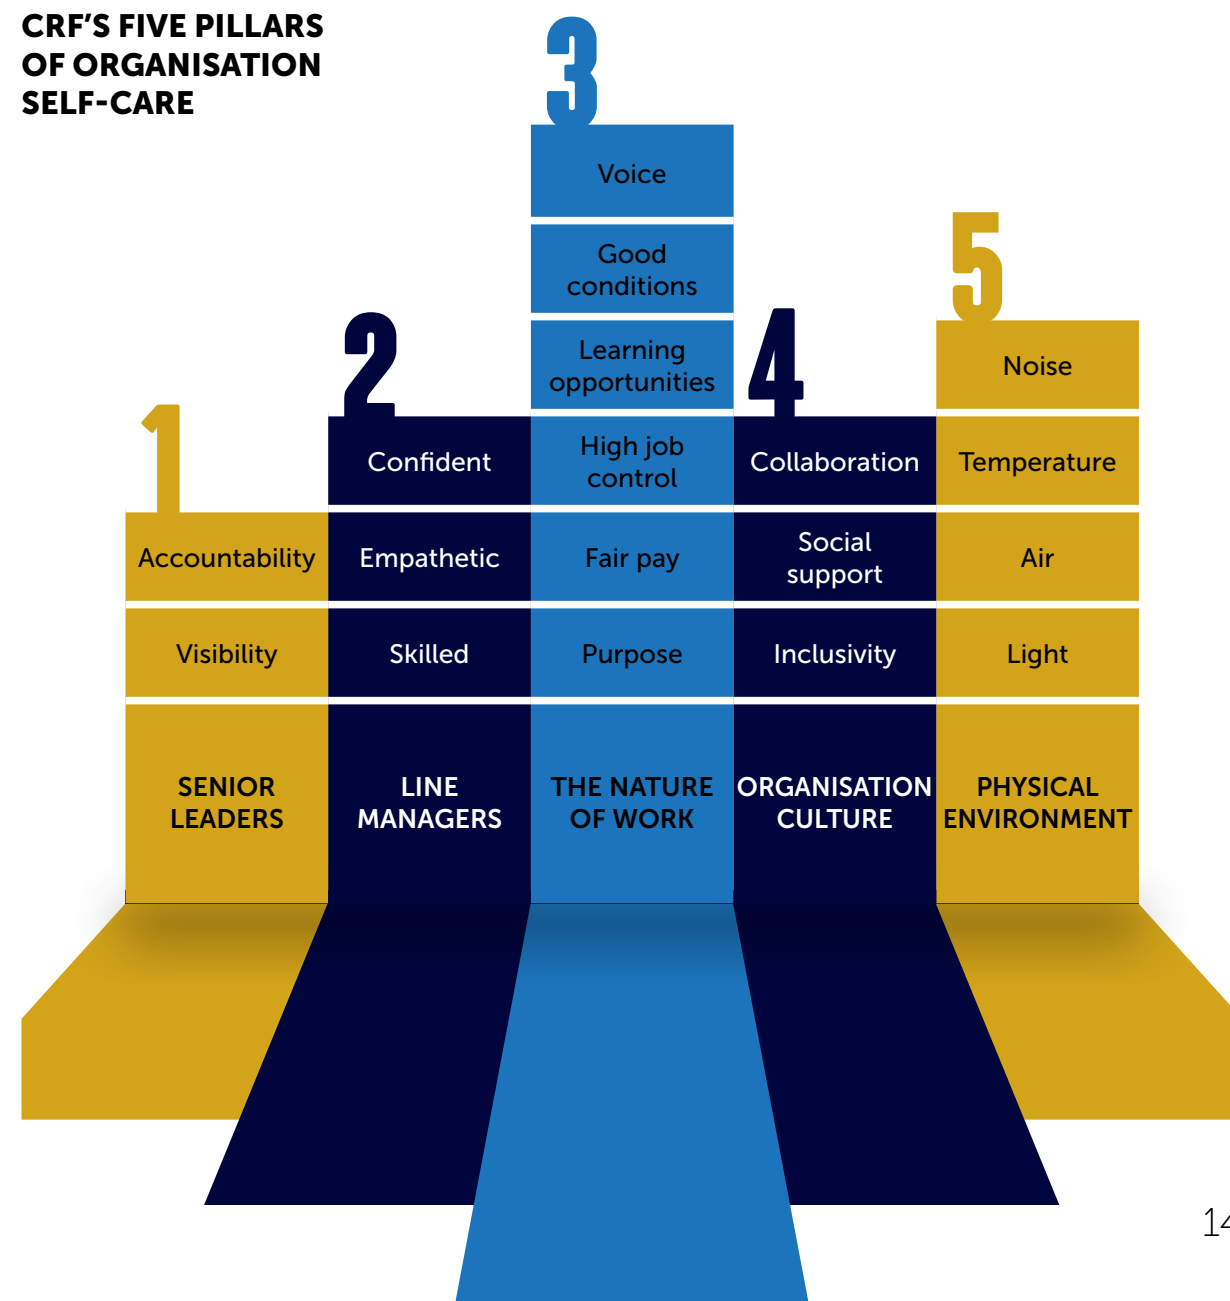 CRF'S FIVE PILLARS
OF ORGANISATION
SELF-CARE
1
Accountability
Visibility
SENIOR
LEADERS
2
Confident
Empathetic
Skilled
LINE
MANAGERS
3
Voice
Good
conditions
Learning
opportunities
High job
control
Fair pay
Purpose
THE NATURE
OF WORK
4
Collaboration
Social
support
Inclusivity
ORGANISATION
CULTURE
5
Noise
Temperature
Air
Light
PHYSICAL
ENVIRONMENT
14